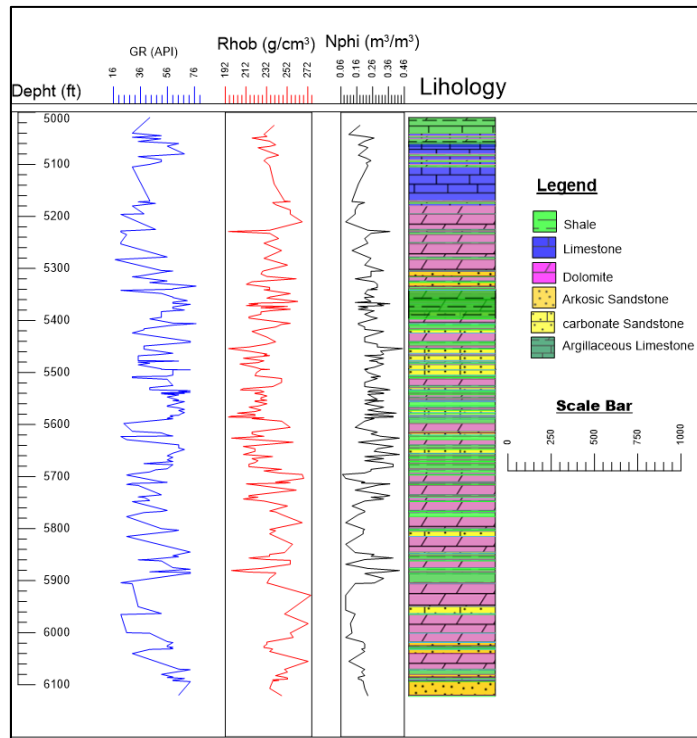 GR (API)
Rhob (g/cm³)
Nphi (m³/m³)
16 36 56 76
192 212 232 252 272
0.06 0.16 0.26 0.36 0.46
Depht (ft)
Lihology
5000
5100
5200
5300
5400
5500
5600
5700
5800
5900
6000
6100
Legend
Shale
Limestone
Dolomite
Arkosic Sandstone
carbonate Sandstone
Argillaceous Limestone
Scale Bar
0 250 500 750 1000